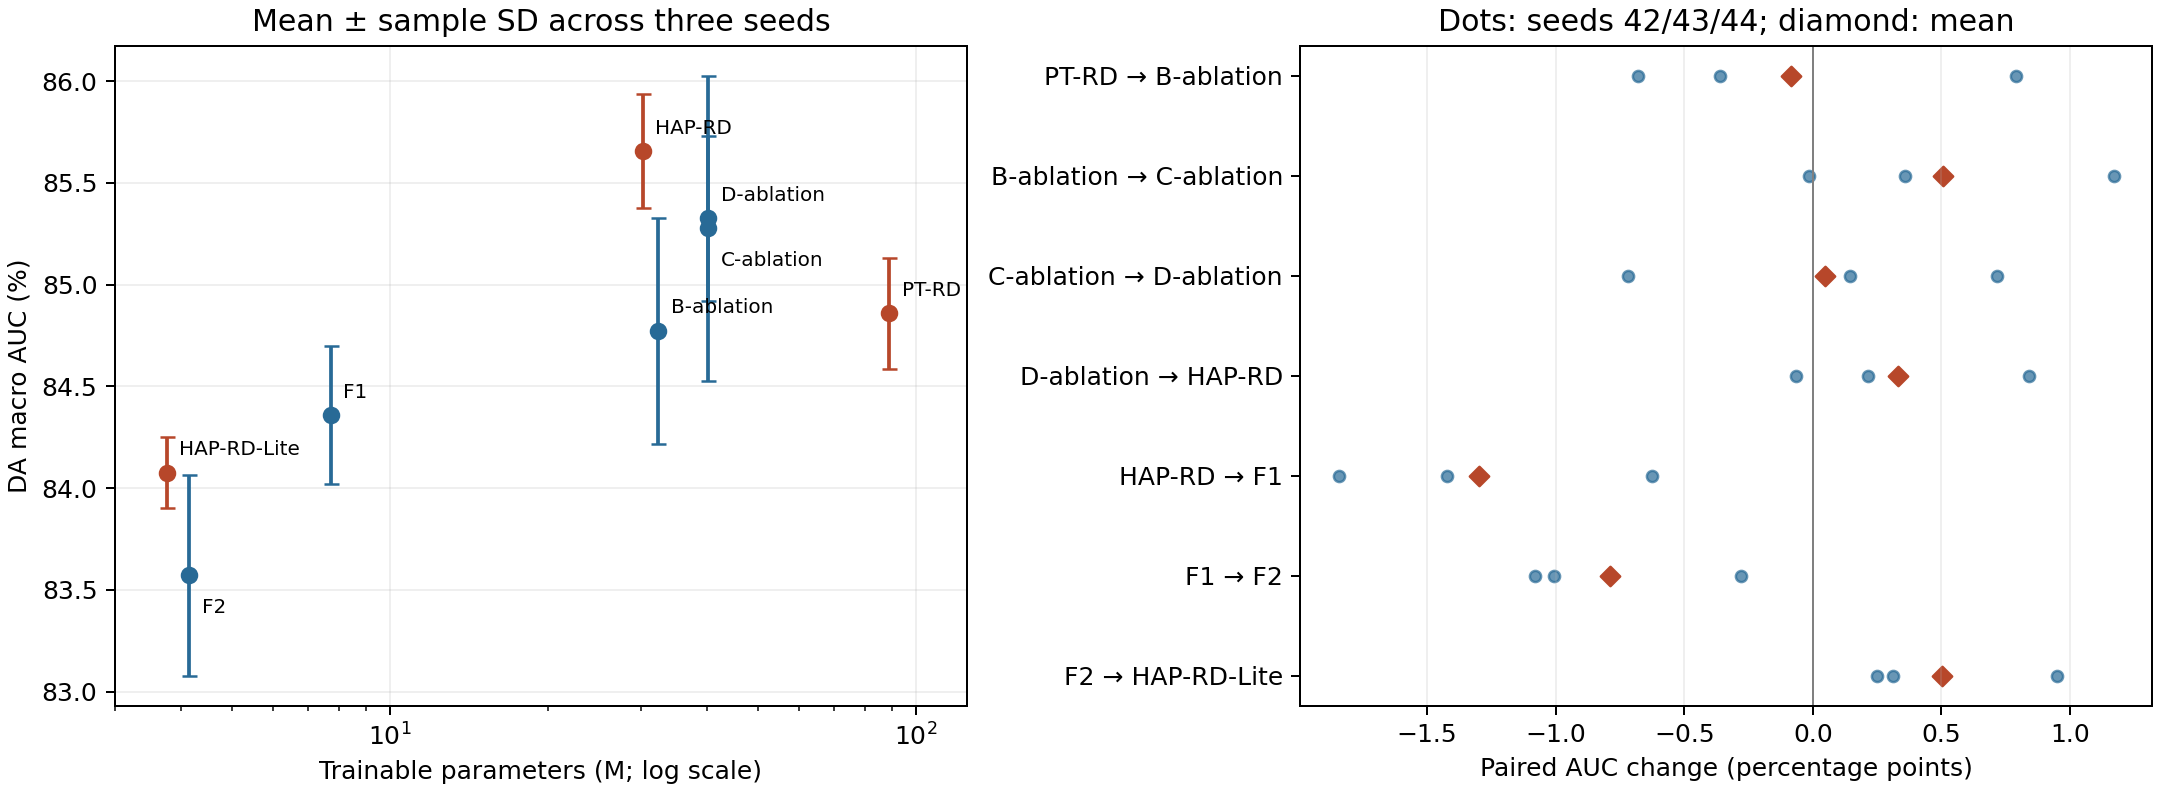 Mean ± sample SD across three seeds
86.0
85.5
85.0
84.5
84.0
83.5
83.0
DA macro AUC (%)
HAP-RD
D-ablation
C-ablation
PT-RD
B-ablation
F1
HAP-RD-Lite
F2
10¹
10²
Trainable parameters (M; log scale)
Dots: seeds 42/43/44; diamond: mean
PT-RD → B-ablation
B-ablation → C-ablation
C-ablation → D-ablation
D-ablation → HAP-RD
HAP-RD → F1
F1 → F2
F2 → HAP-RD-Lite
−1.5
−1.0
−0.5
0.0
0.5
1.0
Paired AUC change (percentage points)